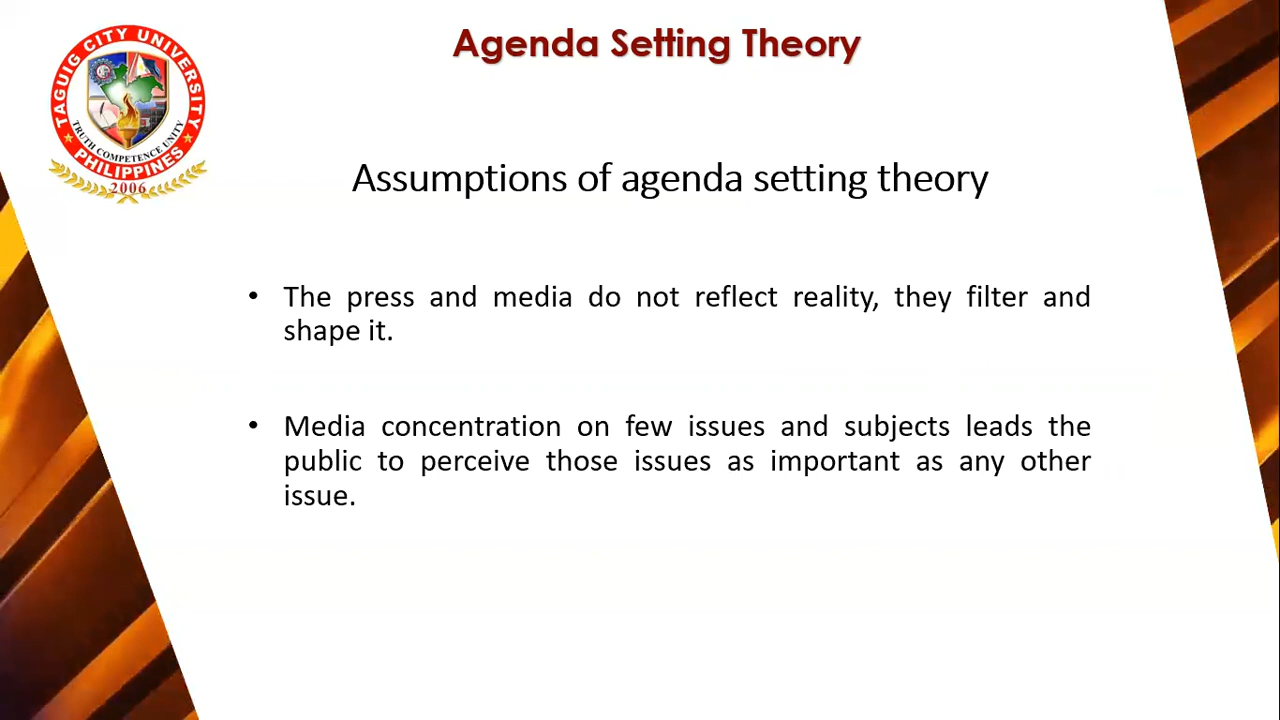 Agenda Setting Theory
TAGUIG CITY UNIVERSITY
TRUTH COMPETENCE UNITY
PHILIPPINES
2006
Assumptions of agenda setting theory
• The press and media do not reflect reality, they filter and
shape it.
• Media concentration on few issues and subjects leads the
public to perceive those issues as important as any other
issue.